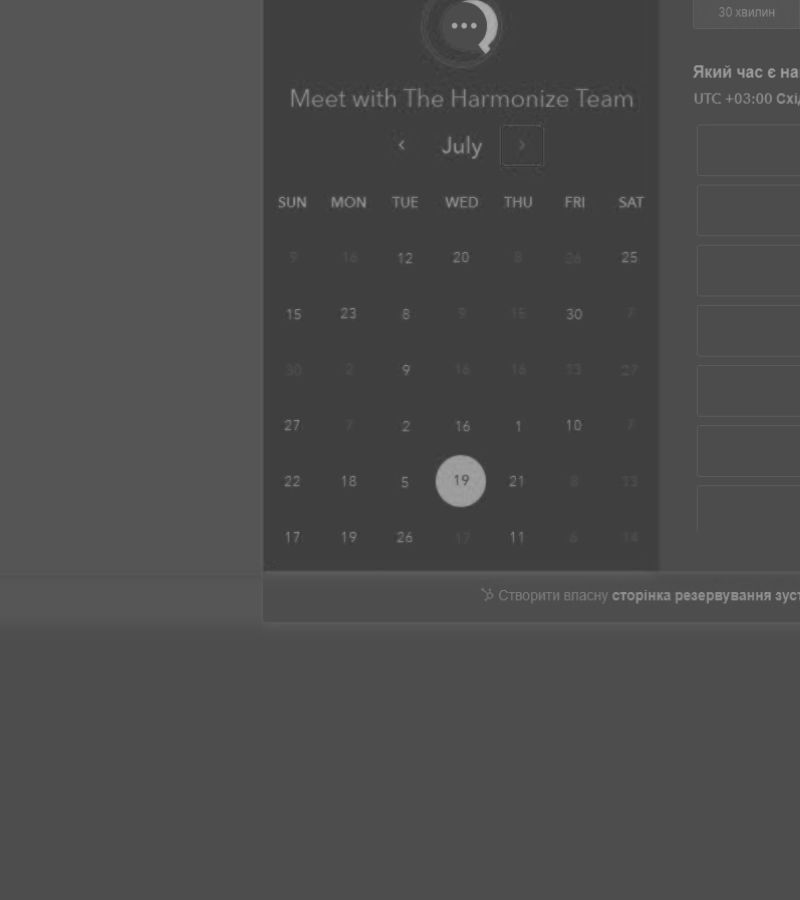 30 хвилин
Який час є на
UTC +03:00 Схі
Meet with The Harmonize Team
July
SUN MON TUE WED THU FRI SAT
9 16 12 20 8 26 25
15 23 8 9 15 30 7
30 2 9 16 16 13 27
27 7 2 16 1 10 7
22 18 5 19 21 8 13
17 19 26 17 11 6 14
Створити власну сторінка резервування зуст